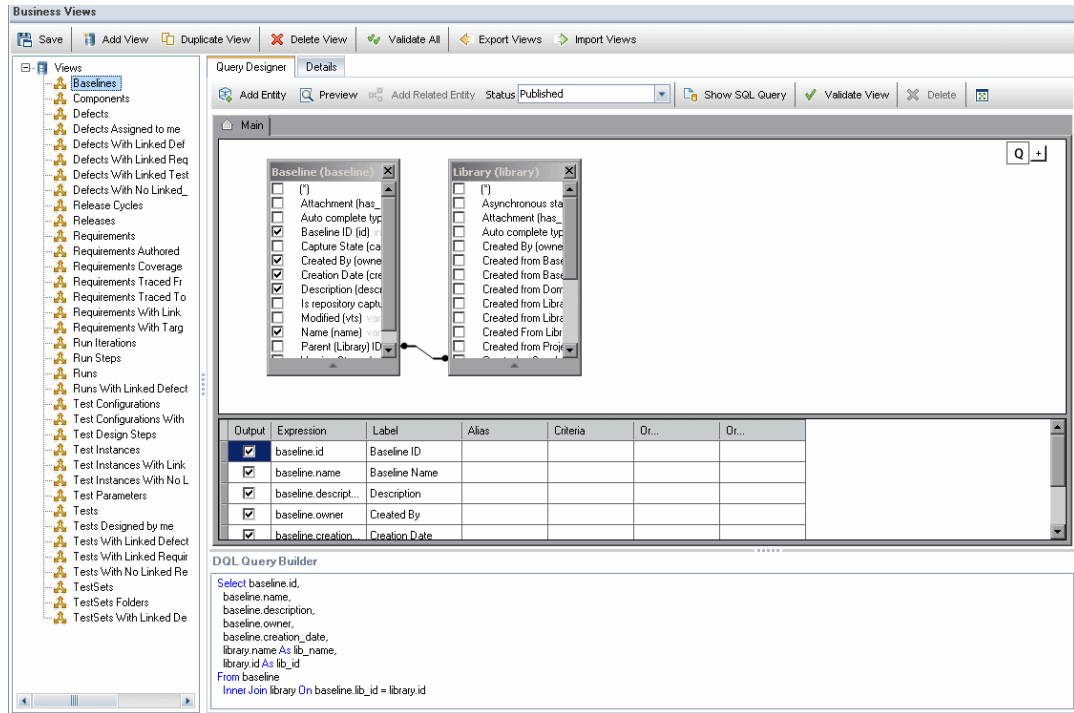 Business Views
Save Add View Duplicate View Delete View Validate All Export Views Import Views
Views
Baselines
Components
Defects
Defects Assigned to me
Defects With Linked Def
Defects With Linked Req
Defects With Linked Test
Defects With No Linked_
Release Cycles
Releases
Requirements
Requirements Authored
Requirements Coverage
Requirements Traced Fr
Requirements Traced To
Requirements With Link
Requirements With Targ
Run Iterations
Run Steps
Runs
Runs With Linked Defect
Test Configurations
Test Configurations With
Test Design Steps
Test Instances
Test Instances With Link
Test Instances With No L
Test Parameters
Tests
Tests Designed by me
Tests With Linked Defect
Tests With Linked Requir
Tests With No Linked Re
TestSets
TestSets Folders
TestSets With Linked De
Query Designer Details
Add Entity Preview Add Related Entity Status Published Show SQL Query Validate View Delete
Main
Q +
Baseline (baseline)
(*)
Attachment (has_
Auto complete typ
Baseline ID (id) in
Capture State (ca
Created By (owne
Creation Date (cre
Description (descr
Is repository captu
Modified (vts) var
Name (name) var
Parent (Library) ID
Library (library)
(*)
Asynchronous sta
Attachment (has_
Auto complete typ
Created By (owne
Created from Base
Created from Base
Created from Dom
Created from Libra
Created from Libra
Created From Libr
Created from Proje
Output Expression Label Alias Criteria Or... Or...
baseline.id Baseline ID
baseline.name Baseline Name
baseline.descript... Description
baseline.owner Created By
baseline.creation... Creation Date
DQL Query Builder
Select baseline.id,
baseline.name,
baseline.description,
baseline.owner,
baseline.creation_date,
library.name As lib_name,
library.id As lib_id
From baseline
Inner Join library On baseline.lib_id = library.id